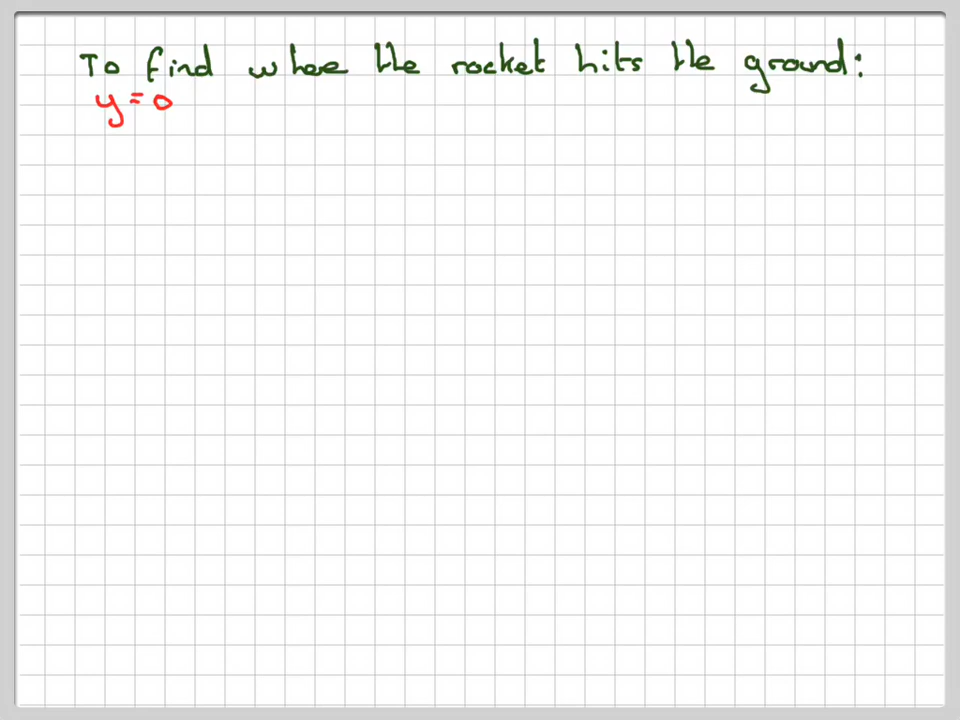 To find where the rocket hits the ground:
y = 0